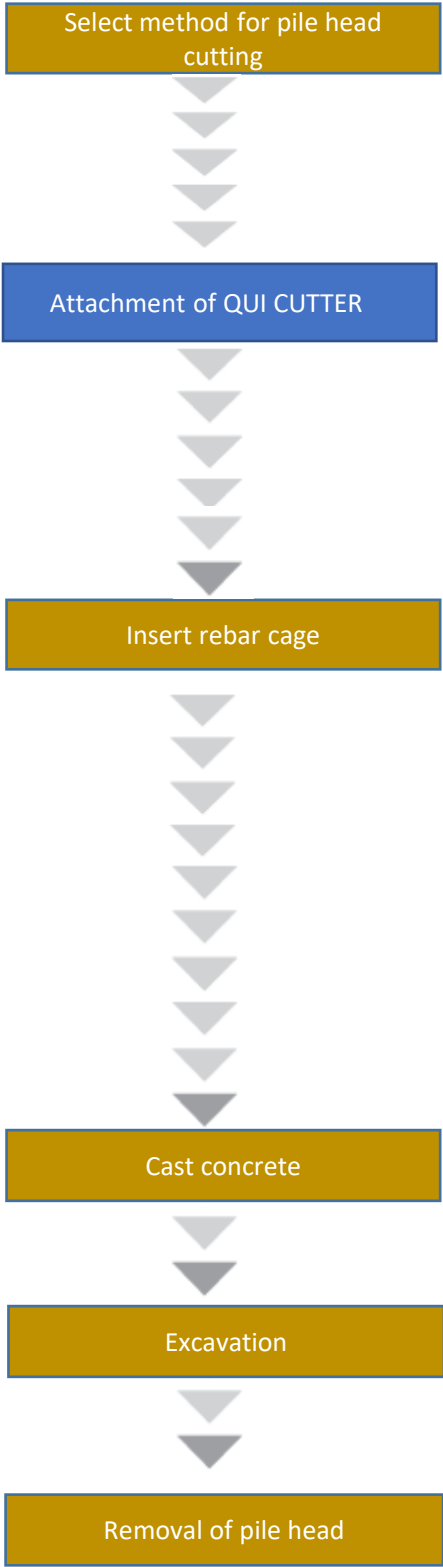 Select method for pile head
cutting
Attachment of QUI CUTTER
Insert rebar cage
Cast concrete
Excavation
Removal of pile head